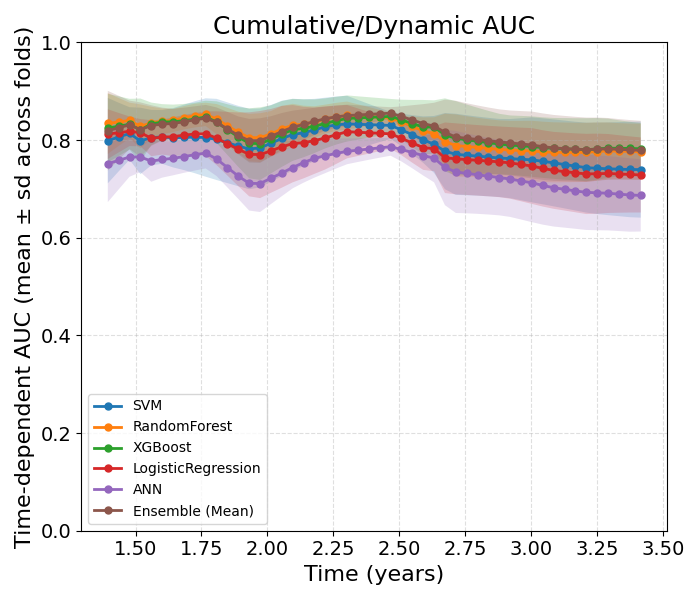 Cumulative/Dynamic AUC
Time-dependent AUC (mean ± sd across folds)
1.0
0.8
0.6
0.4
0.2
0.0
SVM
RandomForest
XGBoost
LogisticRegression
ANN
Ensemble (Mean)
1.50 1.75 2.00 2.25 2.50 2.75 3.00 3.25 3.50
Time (years)